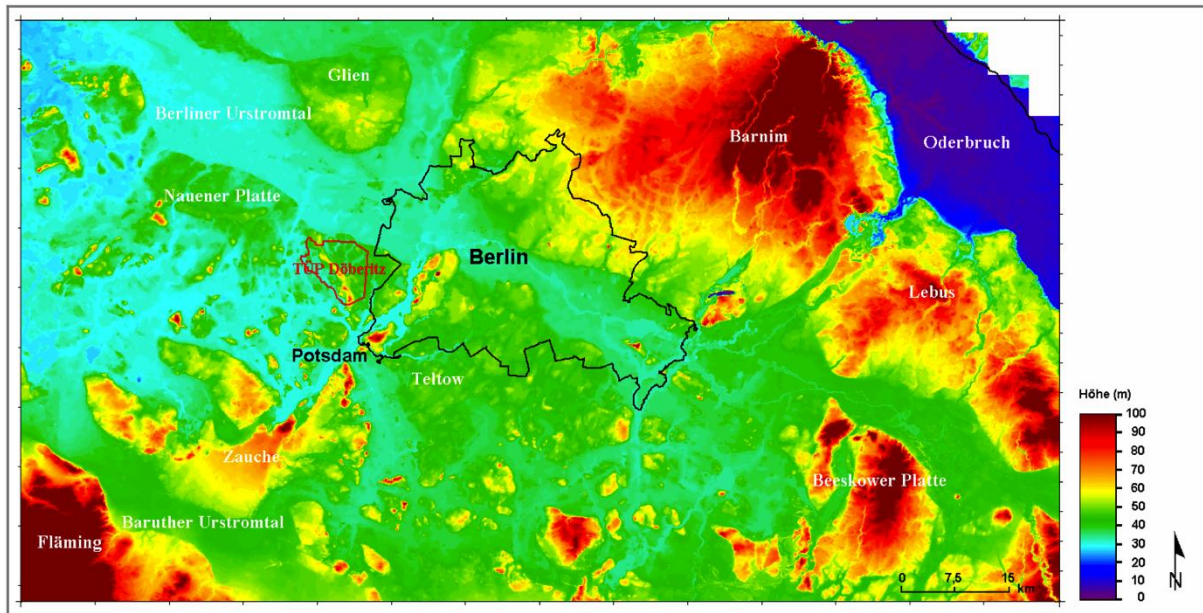 Glien
Berliner Urstromtal
Barnim
Oderbruch
Nauener Platte
Berlin
TÜP Döberitz
Lebus
Potsdam
Teltow
Zauche
Beeskower Platte
Baruther Urstromtal
Fläming
Höhe (m)
100
90
80
70
60
50
40
30
20
10
0
0 7,5 15
km
N